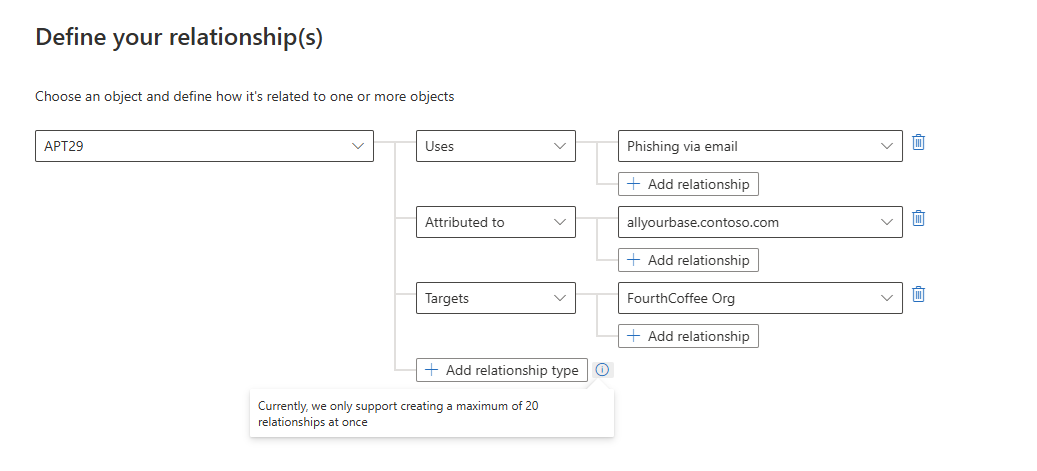 Define your relationship(s)
Choose an object and define how it's related to one or more objects
APT29
Uses
Phishing via email
Add relationship
Attributed to
allyourbase.contoso.com
Add relationship
Targets
FourthCoffee Org
Add relationship
Add relationship type
Currently, we only support creating a maximum of 20
relationships at once